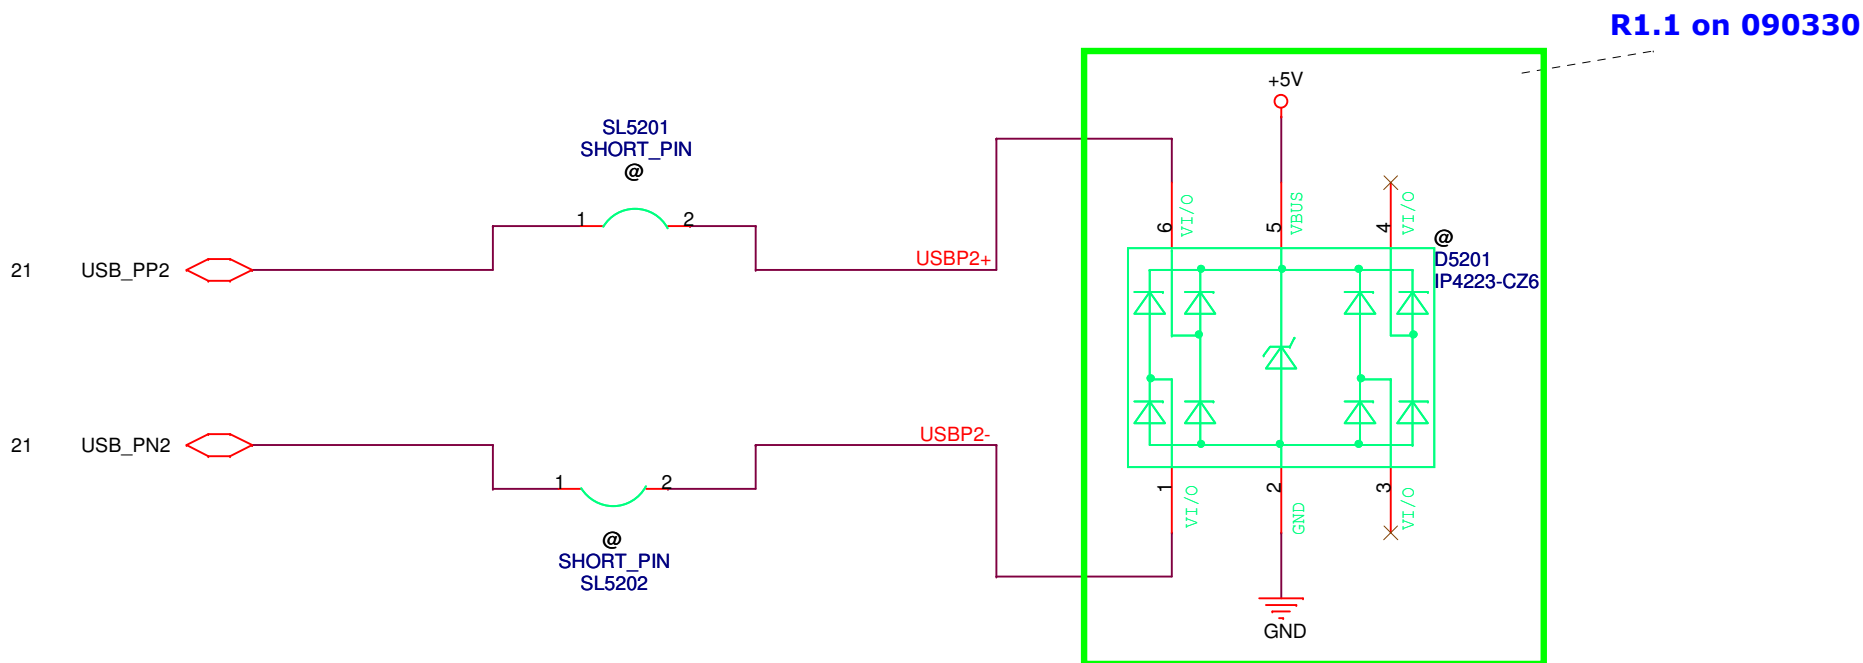 R1.1 on 090330
+5V
SL5201
SHORT_PIN
@
1
2
6
VI/O
5
VBUS
4
VI/O
@
D5201
IP4223-CZ6
21
USB_PP2
USBP2+
21
USB_PN2
USBP2-
1
2
1
VI/O
2
GND
3
VI/O
@
SHORT_PIN
SL5202
GND